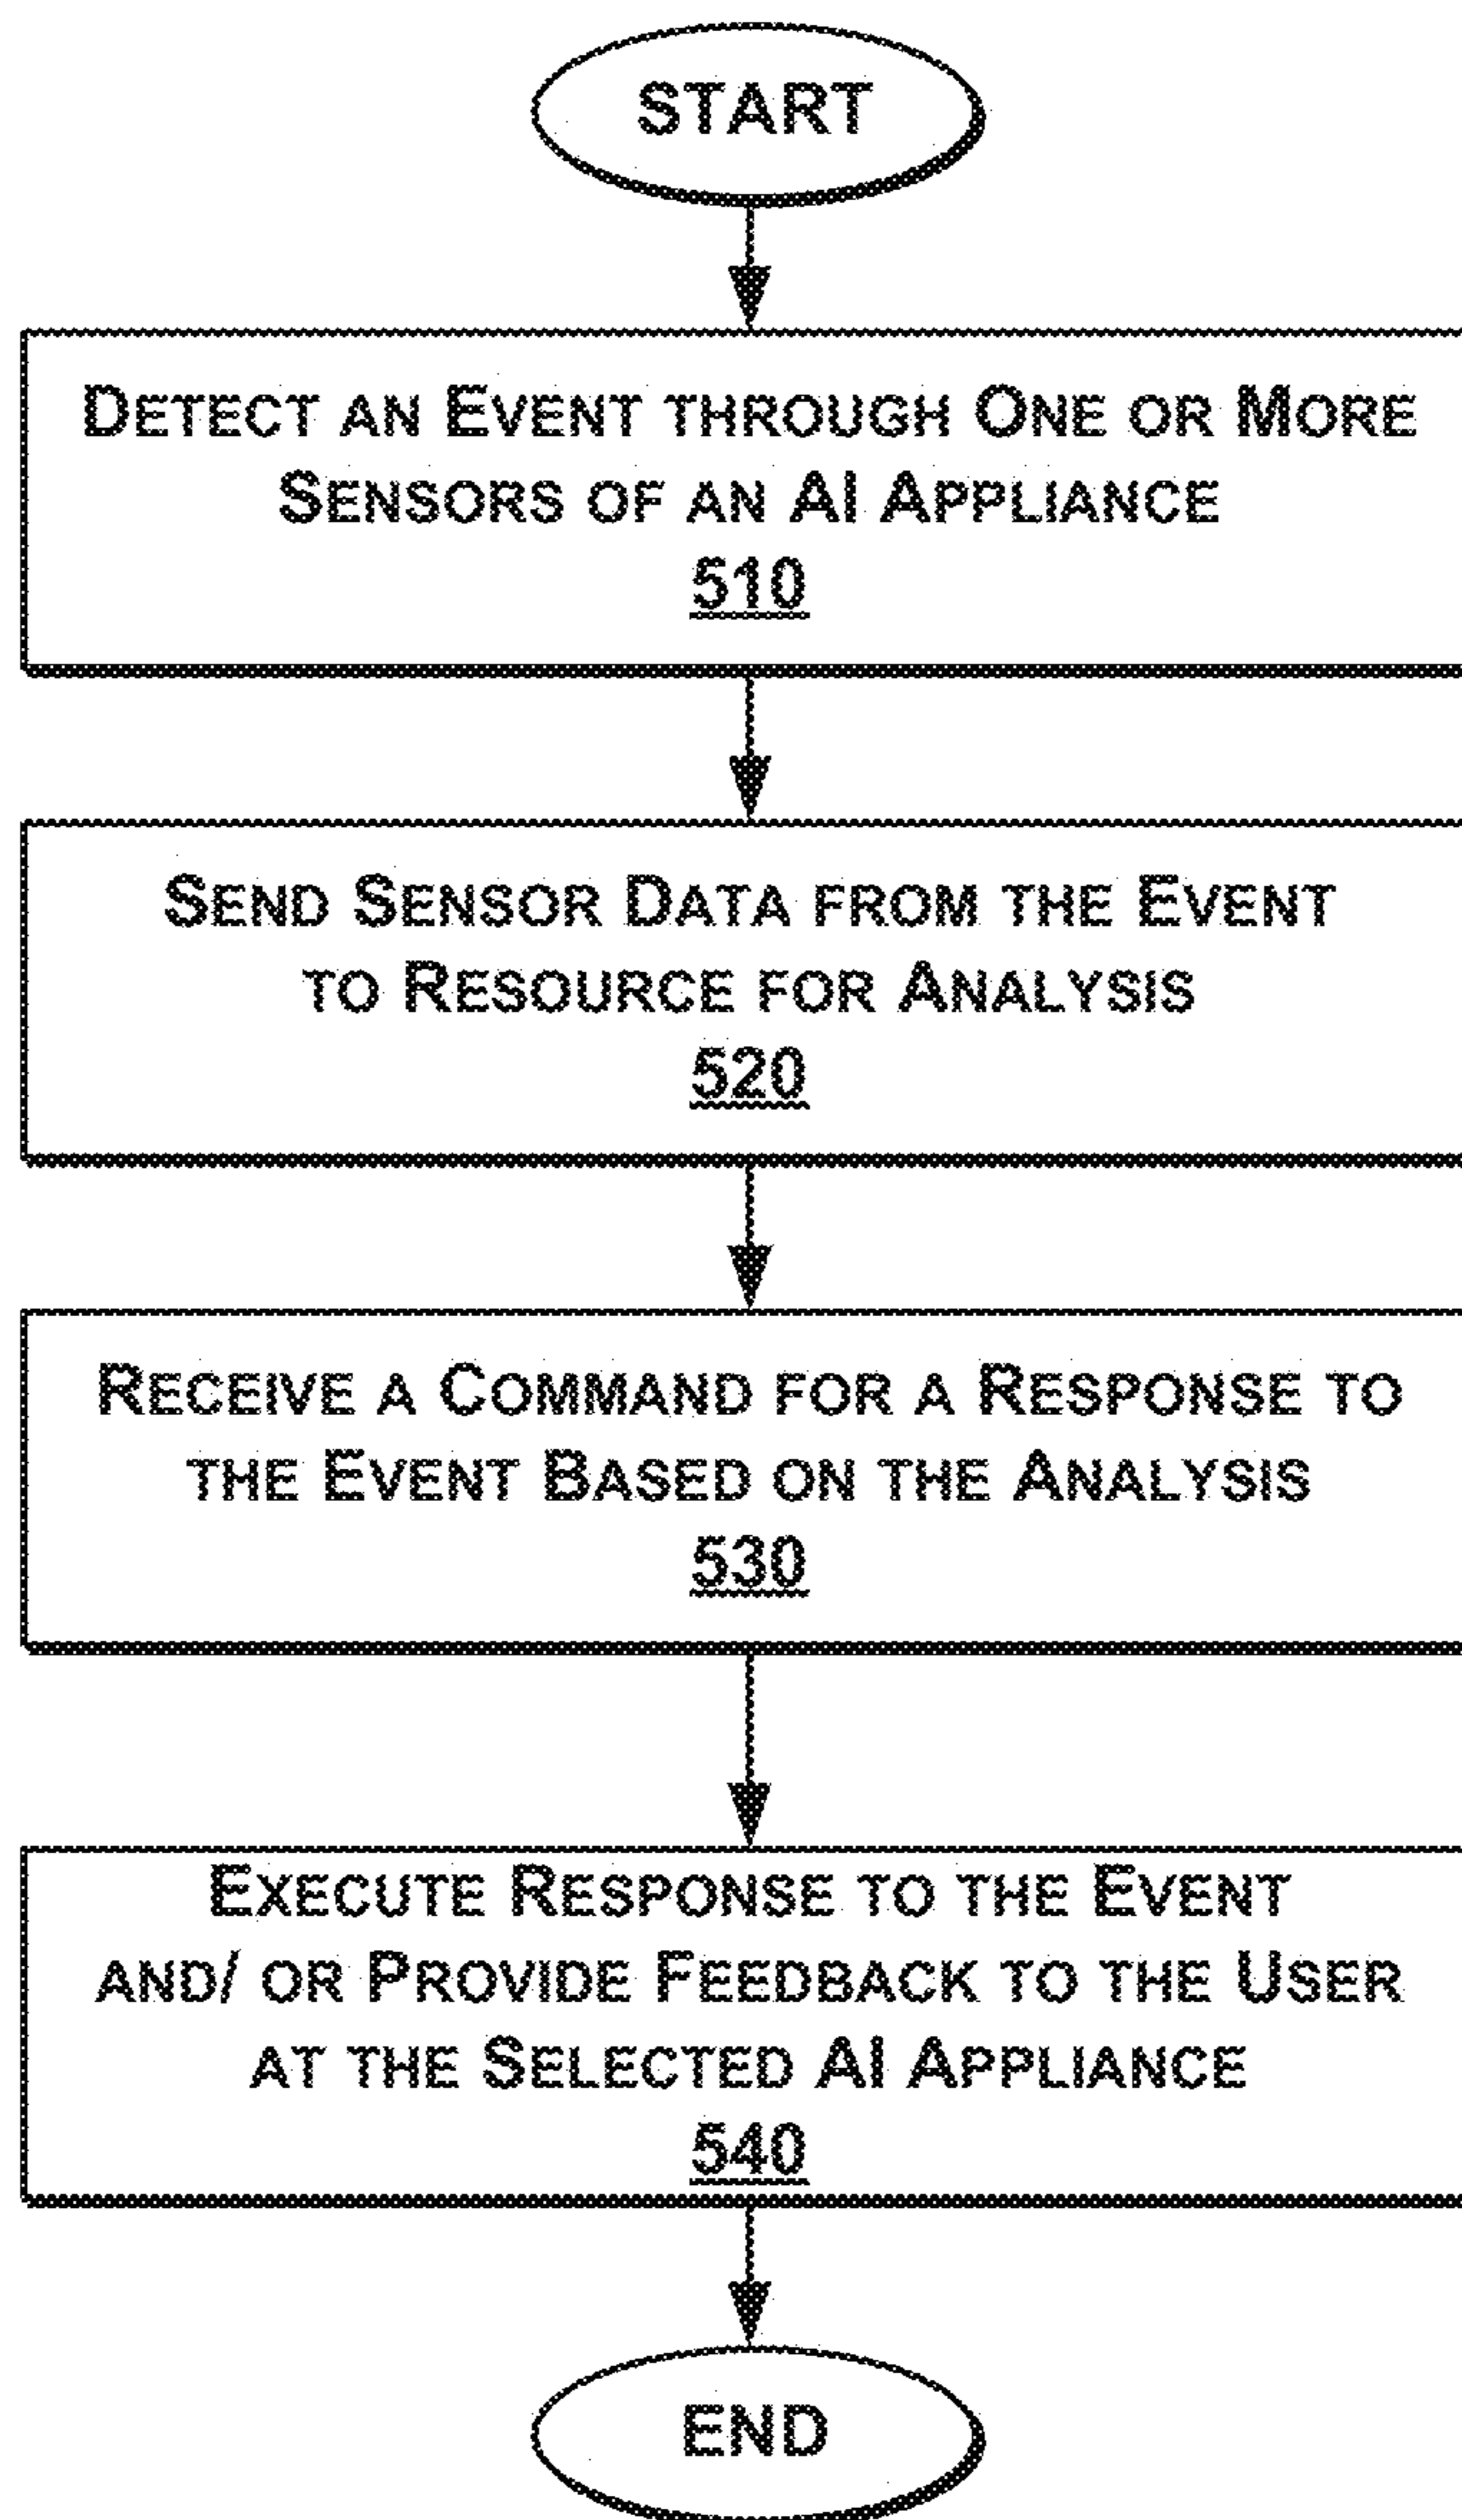 START
DETECT AN EVENT THROUGH ONE OR MORE
SENSORS OF AN AI APPLIANCE
510
SEND SENSOR DATA FROM THE EVENT
TO RESOURCE FOR ANALYSIS
520
RECEIVE A COMMAND FOR A RESPONSE TO
THE EVENT BASED ON THE ANALYSIS
530
EXECUTE RESPONSE TO THE EVENT
AND/ OR PROVIDE FEEDBACK TO THE USER
AT THE SELECTED AI APPLIANCE
540
END